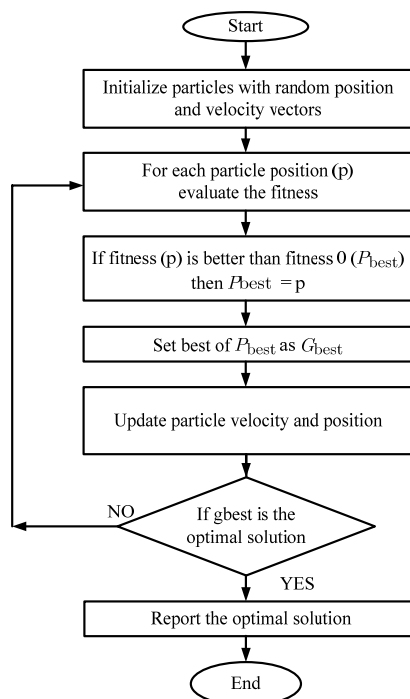 Start
Initialize particles with random position
and velocity vectors
For each particle position (p)
evaluate the fitness
If fitness (p) is better than fitness 0 (Pbest)
then Pbest = p
Set best of Pbest as Gbest
Update particle velocity and position
NO
If gbest is the
optimal solution
YES
Report the optimal solution
End